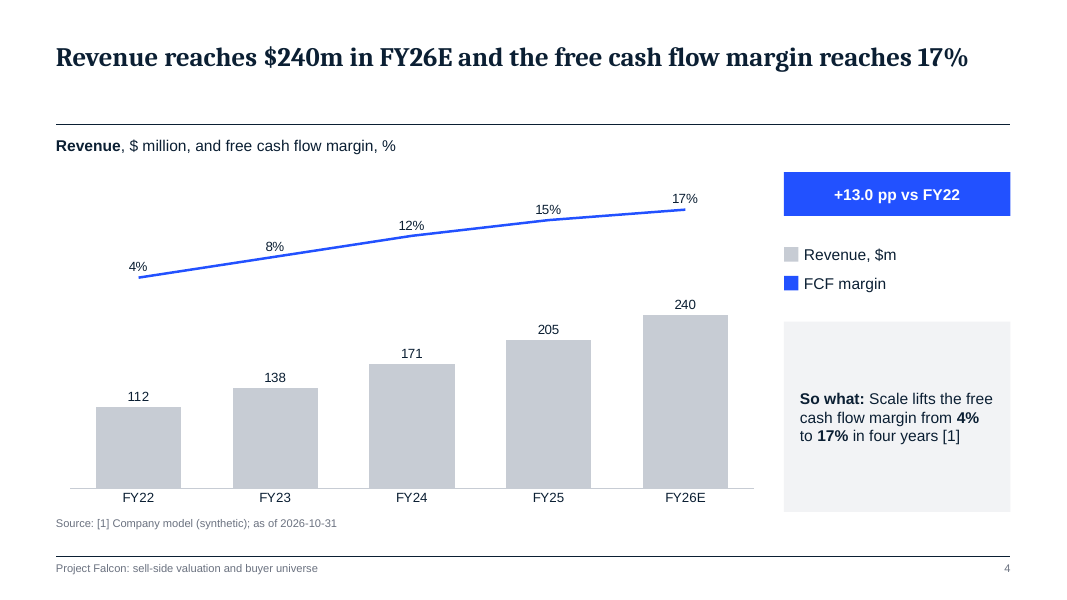 Revenue reaches $240m in FY26E and the free cash flow margin reaches 17%
Revenue, $ million, and free cash flow margin, %
+13.0 pp vs FY22
Revenue, $m
FCF margin
4%
8%
12%
15%
17%
112
138
171
205
240
FY22
FY23
FY24
FY25
FY26E
So what: Scale lifts the free
cash flow margin from 4%
to 17% in four years [1]
Source: [1] Company model (synthetic); as of 2026-10-31
Project Falcon: sell-side valuation and buyer universe
4